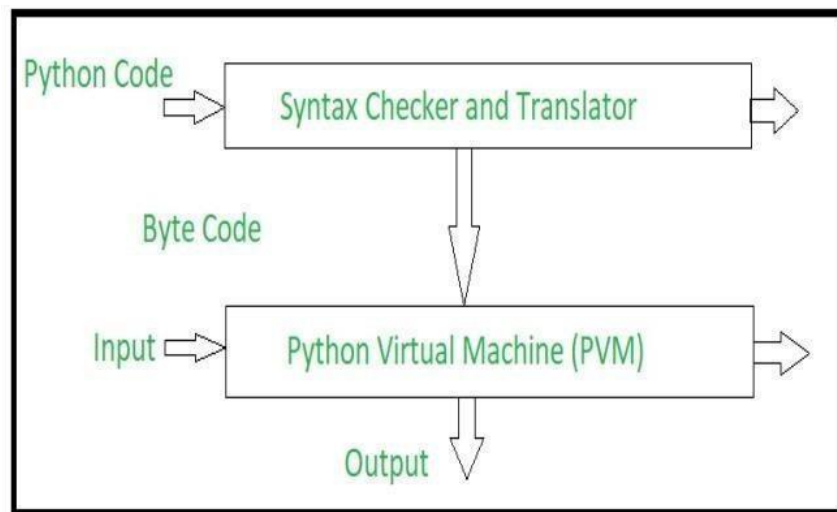 Python Code
Syntax Checker and Translator
Byte Code
Input
Python Virtual Machine (PVM)
Output